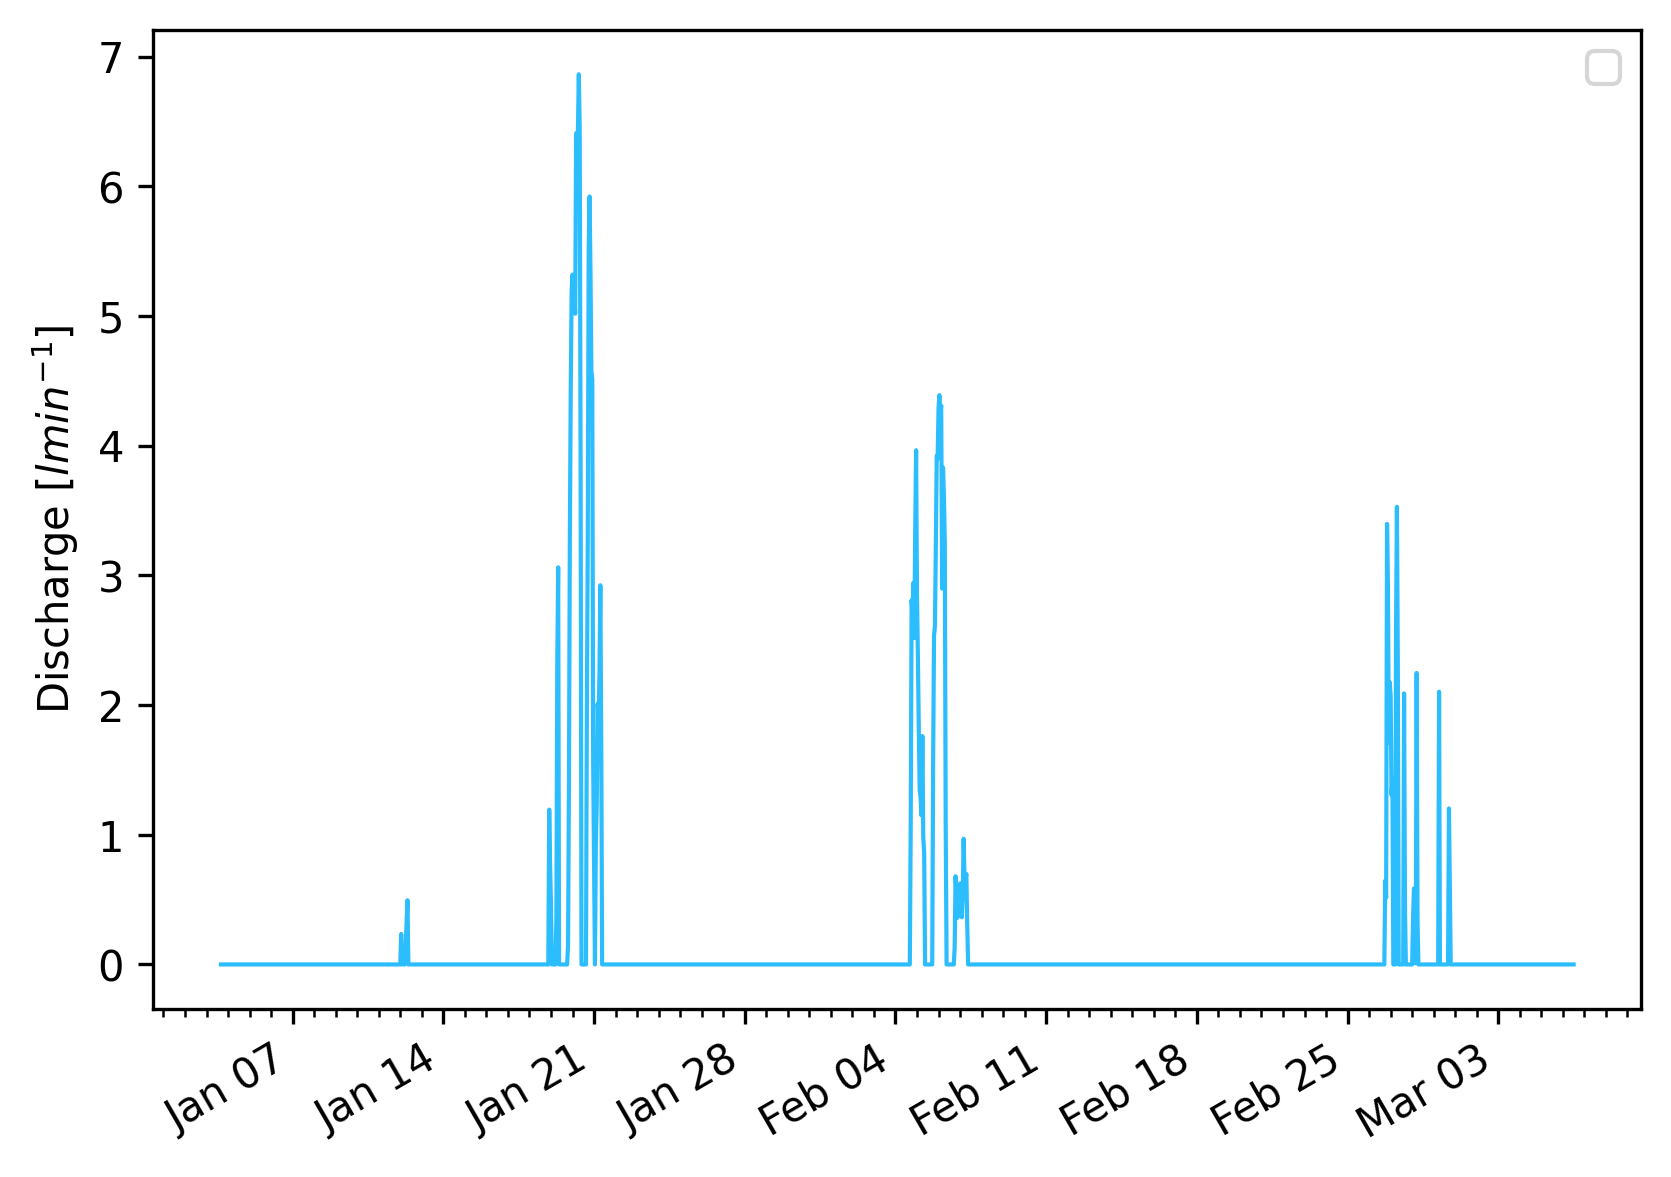 7
6
5
4
3
2
1
0
Discharge [lmin⁻¹]
Jan 07
Jan 14
Jan 21
Jan 28
Feb 04
Feb 11
Feb 18
Feb 25
Mar 03